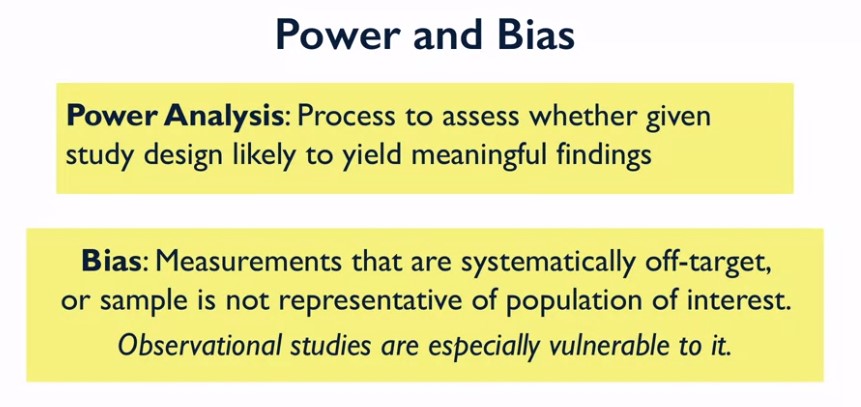 Power and Bias
Power Analysis: Process to assess whether given
study design likely to yield meaningful findings
Bias: Measurements that are systematically off-target,
or sample is not representative of population of interest.
Observational studies are especially vulnerable to it.